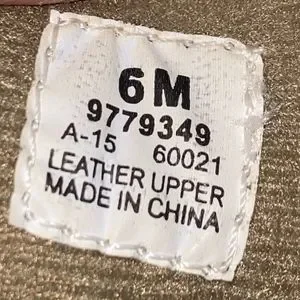 6M
9779349
A-15 60021
LEATHER UPPER
MADE IN CHINA